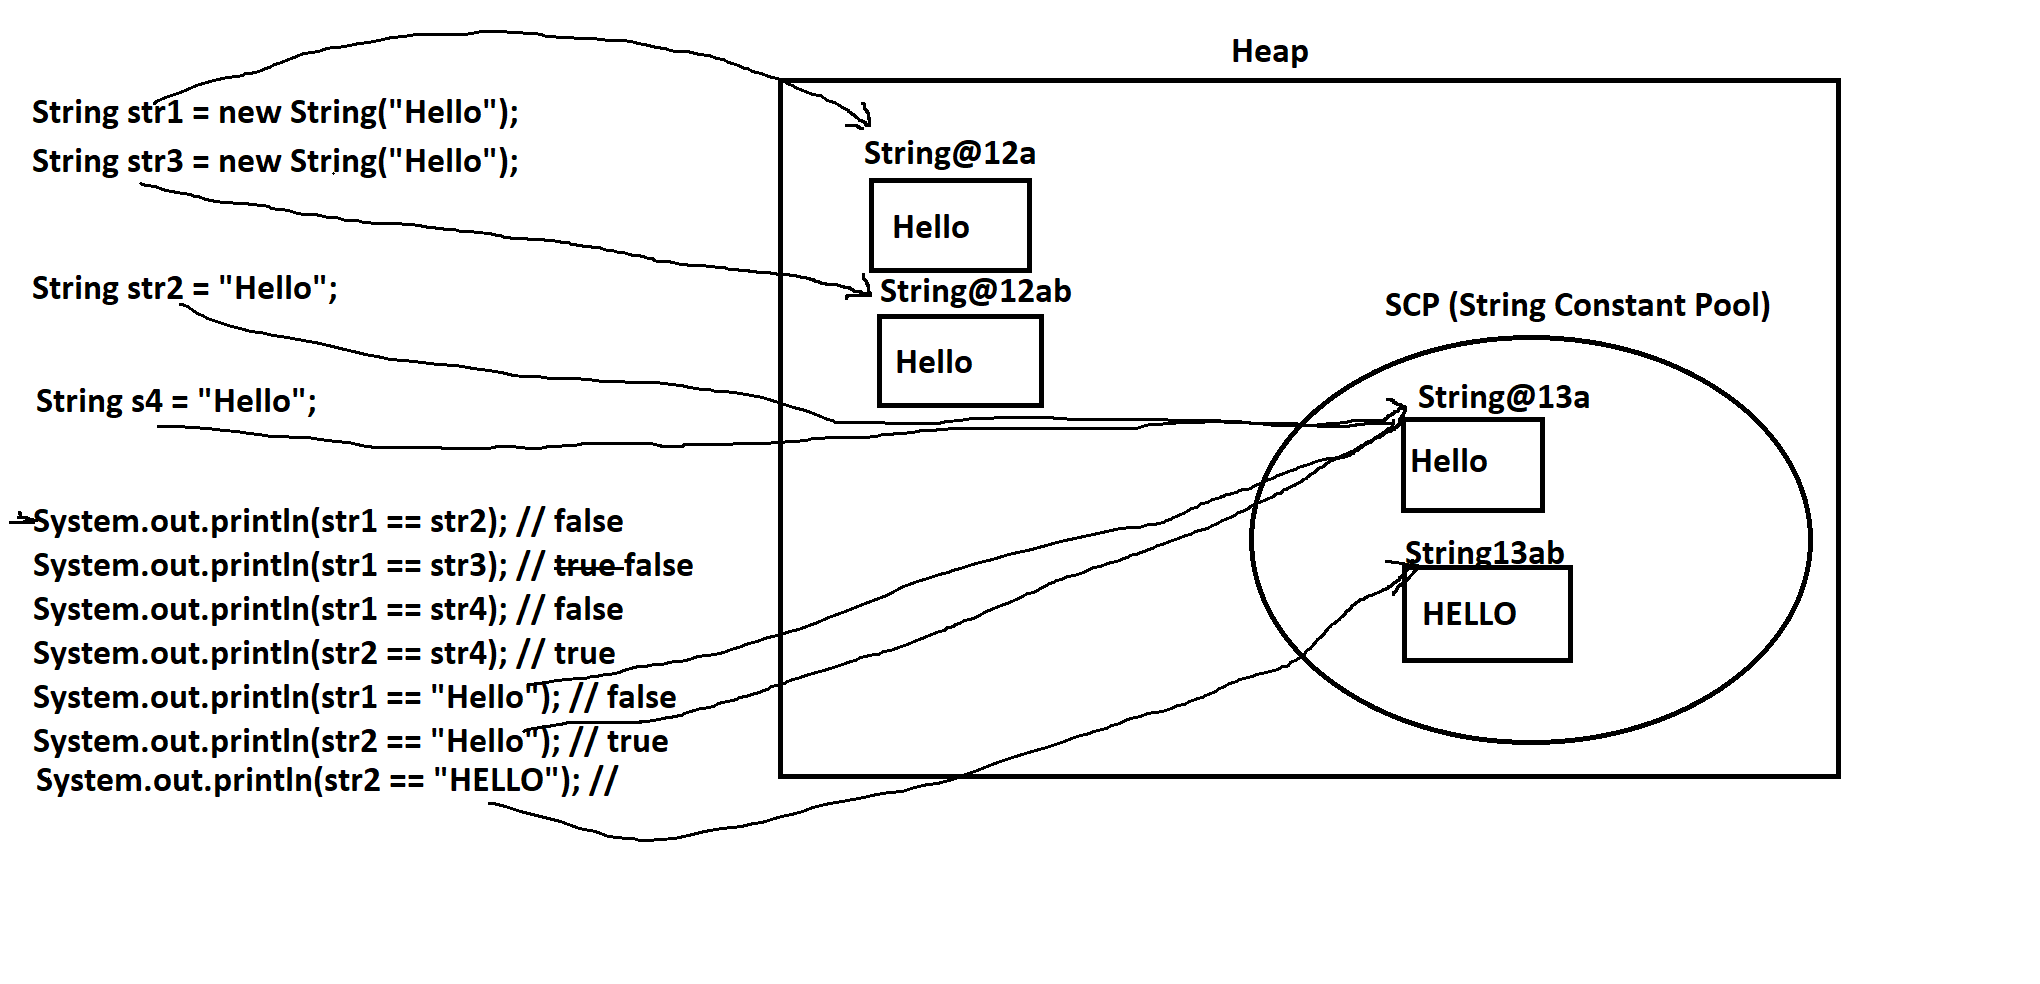 Heap
String str1 = new String("Hello");
String str3 = new String("Hello");
String str2 = "Hello";
String s4 = "Hello";
System.out.println(str1 == str2); // false
System.out.println(str1 == str3); // true false
System.out.println(str1 == str4); // false
System.out.println(str2 == str4); // true
System.out.println(str1 == "Hello"); // false
System.out.println(str2 == "Hello"); // true
System.out.println(str2 == "HELLO"); //
String@12a
Hello
String@12ab
Hello
SCP (String Constant Pool)
String@13a
Hello
String13ab
HELLO